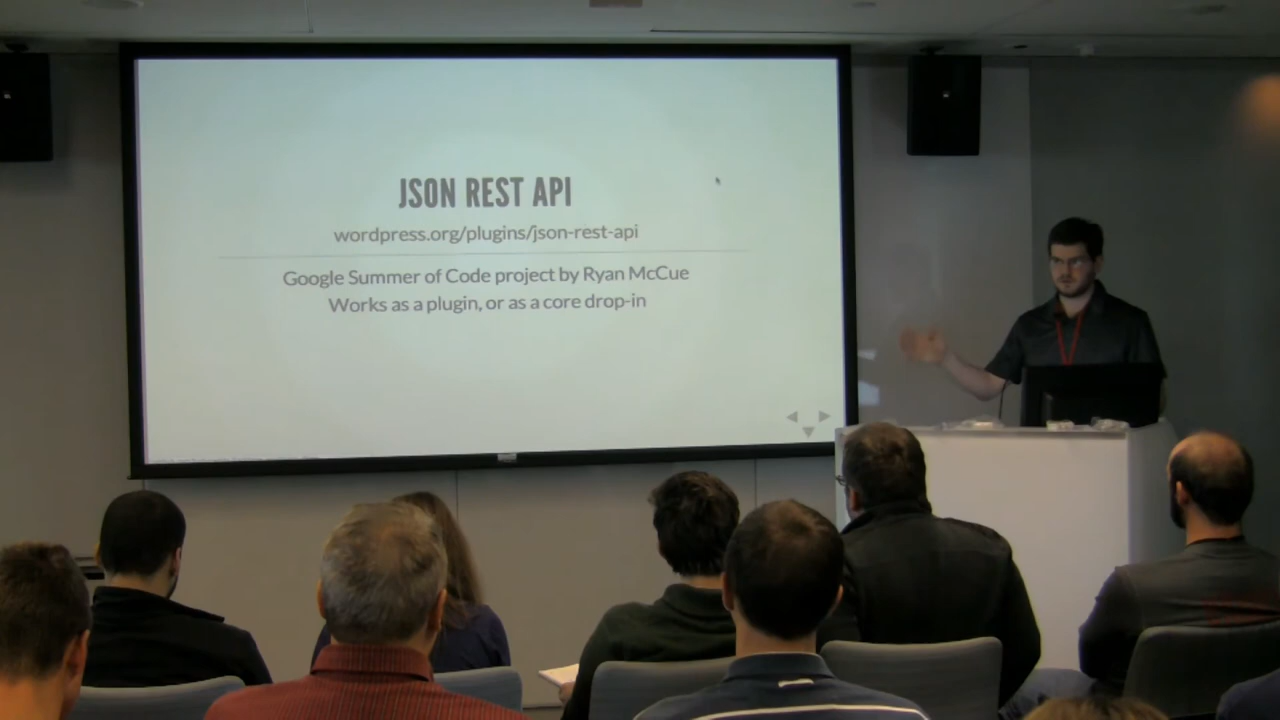 JSON REST API
wordpress.org/plugins/json-rest-api
Google Summer of Code project by Ryan McCue
Works as a plugin, or as a core drop-in